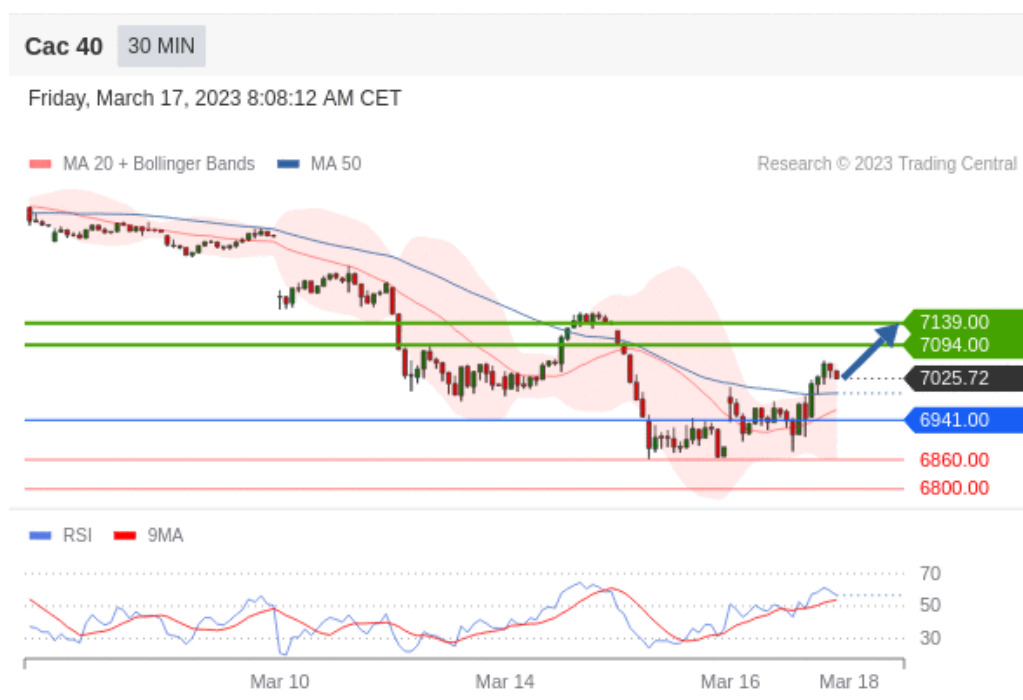 Cac 40 30 MIN
Friday, March 17, 2023 8:08:12 AM CET
MA 20 + Bollinger Bands MA 50 Research © 2023 Trading Central
7139.00
7094.00
7025.72
6941.00
6860.00
6800.00
RSI 9MA
70
50
30
Mar 10 Mar 14 Mar 16 Mar 18